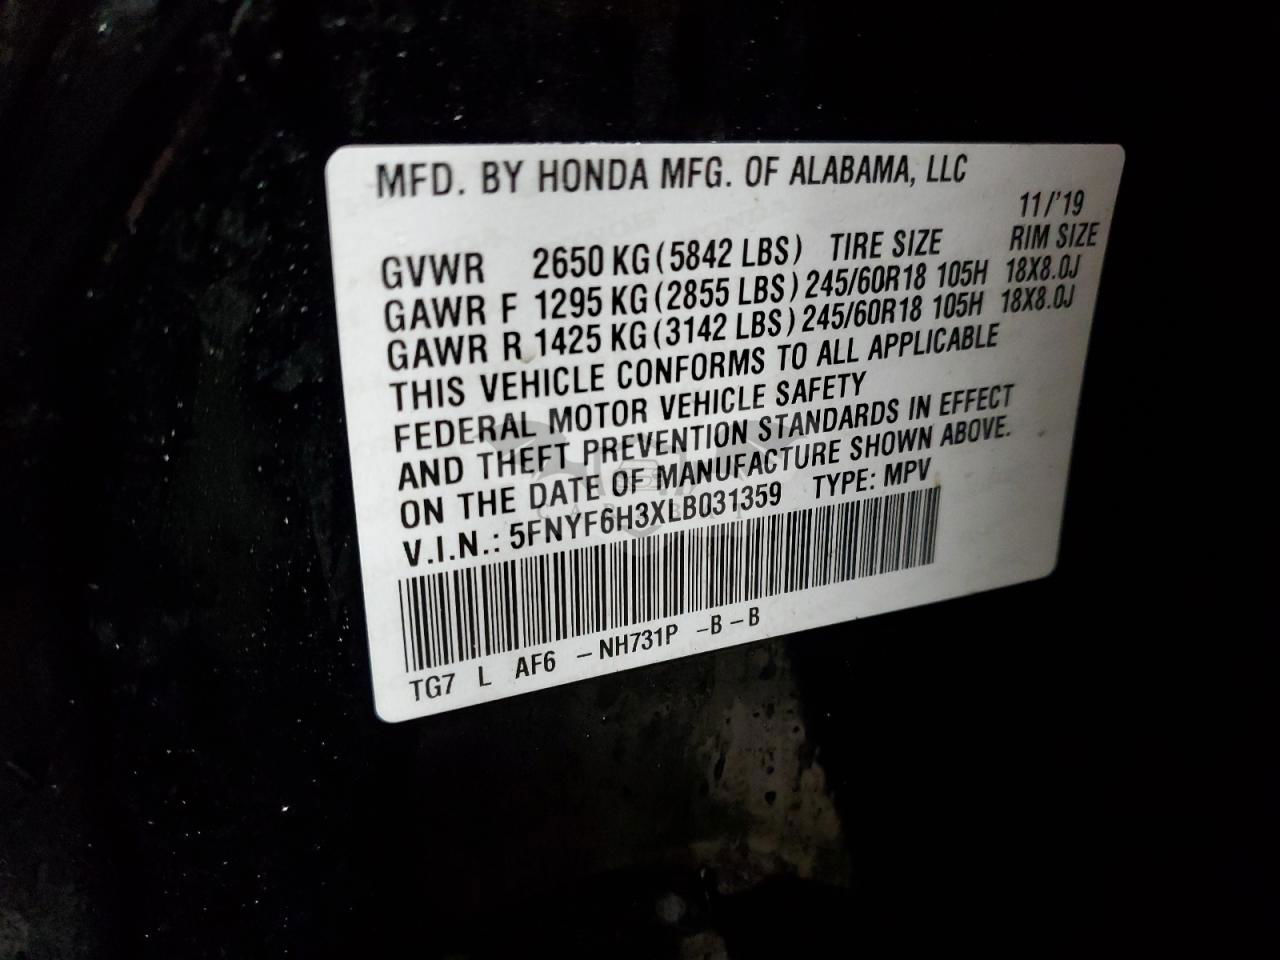 MFD. BY HONDA MFG. OF ALABAMA, LLC
11/'19
GVWR 2650 KG (5842 LBS) TIRE SIZE RIM SIZE
GAWR F 1295 KG (2855 LBS) 245/60R18 105H 18X8.0J
GAWR R 1425 KG (3142 LBS) 245/60R18 105H 18X8.0J
THIS VEHICLE CONFORMS TO ALL APPLICABLE
FEDERAL MOTOR VEHICLE SAFETY
AND THEFT PREVENTION STANDARDS IN EFFECT
ON THE DATE OF MANUFACTURE SHOWN ABOVE.
V.I.N.: 5FNYF6H3XLB031359 TYPE: MPV
TG7 L AF6 -NH731P -B-B